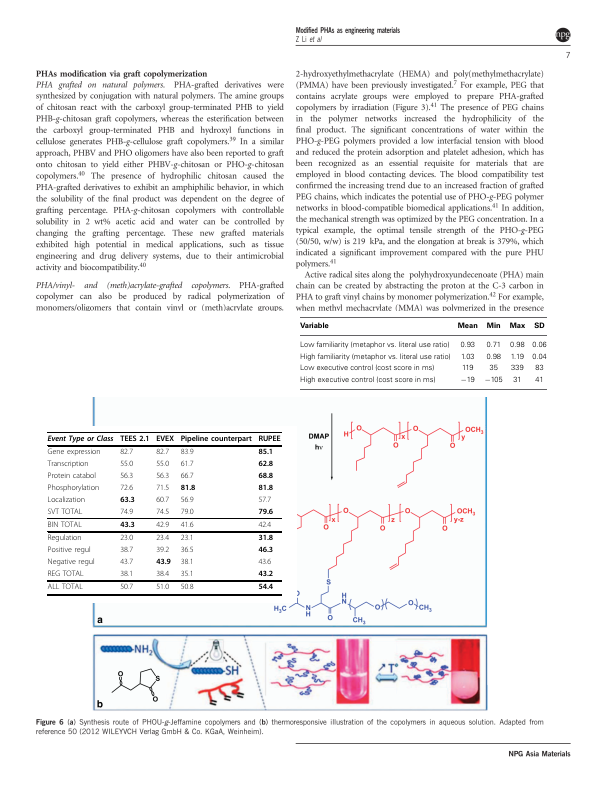 Modified PHAs as engineering materials
Z Li et al
npg
7
PHAs modification via graft copolymerization
PHA grafted on natural polymers. PHA-grafted derivatives were
synthesized by conjugation with natural polymers. The amine groups
of chitosan react with the carboxyl group-terminated PHB to yield
PHB-g-chitosan graft copolymers, whereas the esterification between
the carboxyl group-terminated PHB and hydroxyl functions in
cellulose generates PHB-g-cellulose graft copolymers.39 In a similar
approach, PHBV and PHO oligomers have also been reported to graft
onto chitosan to yield either PHBV-g-chitosan or PHO-g-chitosan
copolymers.40 The presence of hydrophilic chitosan caused the
PHA-grafted derivatives to exhibit an amphiphilic behavior, in which
the solubility of the final product was dependent on the degree of
grafting percentage. PHA-g-chitosan copolymers with controllable
solubility in 2 wt% acetic acid and water can be controlled by
changing the grafting percentage. These new grafted materials
exhibited high potential in medical applications, such as tissue
engineering and drug delivery systems, due to their antimicrobial
activity and biocompatibility.40
PHA/vinyl- and (meth)acrylate-grafted copolymers. PHA-grafted
copolymer can also be produced by radical polymerization of
monomers/oligomers that contain vinyl or (meth)acrylate groups.
2-hydroxyethylmethacrylate (HEMA) and poly(methylmethacrylate)
(PMMA) have been previously investigated.7 For example, PEG that
contains acrylate groups were employed to prepare PHA-grafted
copolymers by irradiation (Figure 3).41 The presence of PEG chains
in the polymer networks increased the hydrophilicity of the
final product. The significant concentrations of water within the
PHO-g-PEG polymers provided a low interfacial tension with blood
and reduced the protein adsorption and platelet adhesion, which has
been recognized as an essential requisite for materials that are
employed in blood contacting devices. The blood compatibility test
confirmed the increasing trend due to an increased fraction of grafted
PEG chains, which indicates the potential use of PHO-g-PEG polymer
networks in blood-compatible biomedical applications.41 In addition,
the mechanical strength was optimized by the PEG concentration. In a
typical example, the optimal tensile strength of the PHO-g-PEG
(50/50, w/w) is 219 kPa, and the elongation at break is 379%, which
indicated a significant improvement compared with the pure PHU
polymers.41
Active radical sites along the polyhydroxyundecenoate (PHA) main
chain can be created by abstracting the proton at the C-3 carbon in
PHA to graft vinyl chains by monomer polymerization.42 For example,
when methyl mechacrylate (MMA) was polymerized in the presence
Variable Mean Min Max SD
Low familiarity (metaphor vs. literal use ratio) 0.93 0.71 0.98 0.06
High familiarity (metaphor vs. literal use ratio) 1.03 0.98 1.19 0.04
Low executive control (cost score in ms) 119 35 339 83
High executive control (cost score in ms) −19 −105 31 41
Event Type or Class TEES 2.1 EVEX Pipeline counterpart RUPEE
Gene expression 82.7 82.7 83.9 85.1
Transcription 55.0 55.0 61.7 62.8
Protein catabol 56.3 56.3 66.7 68.8
Phosphorylation 72.6 71.5 81.8 81.8
Localization 63.3 60.7 56.9 57.7
SVT TOTAL 74.9 74.5 79.0 79.6
BIN TOTAL 43.3 42.9 41.6 42.4
Regulation 23.0 23.4 23.1 31.8
Positive regul 38.7 39.2 36.5 46.3
Negative regul 43.7 43.9 38.1 43.6
REG TOTAL 38.1 38.4 35.1 43.2
ALL TOTAL 50.7 51.0 50.8 54.4
DMAP
hν
H O O x O O y OCH3
O x O O z O O y-z OCH3
S
H3C N H O H N CH3 O O CH3
a
NH2
SH
T°
O O S O
b
Figure 6 (a) Synthesis route of PHOU-g-Jeffamine copolymers and (b) thermoresponsive illustration of the copolymers in aqueous solution. Adapted from
reference 50 (2012 WILEYVCH Verlag GmbH & Co. KGaA, Weinheim).
NPG Asia Materials